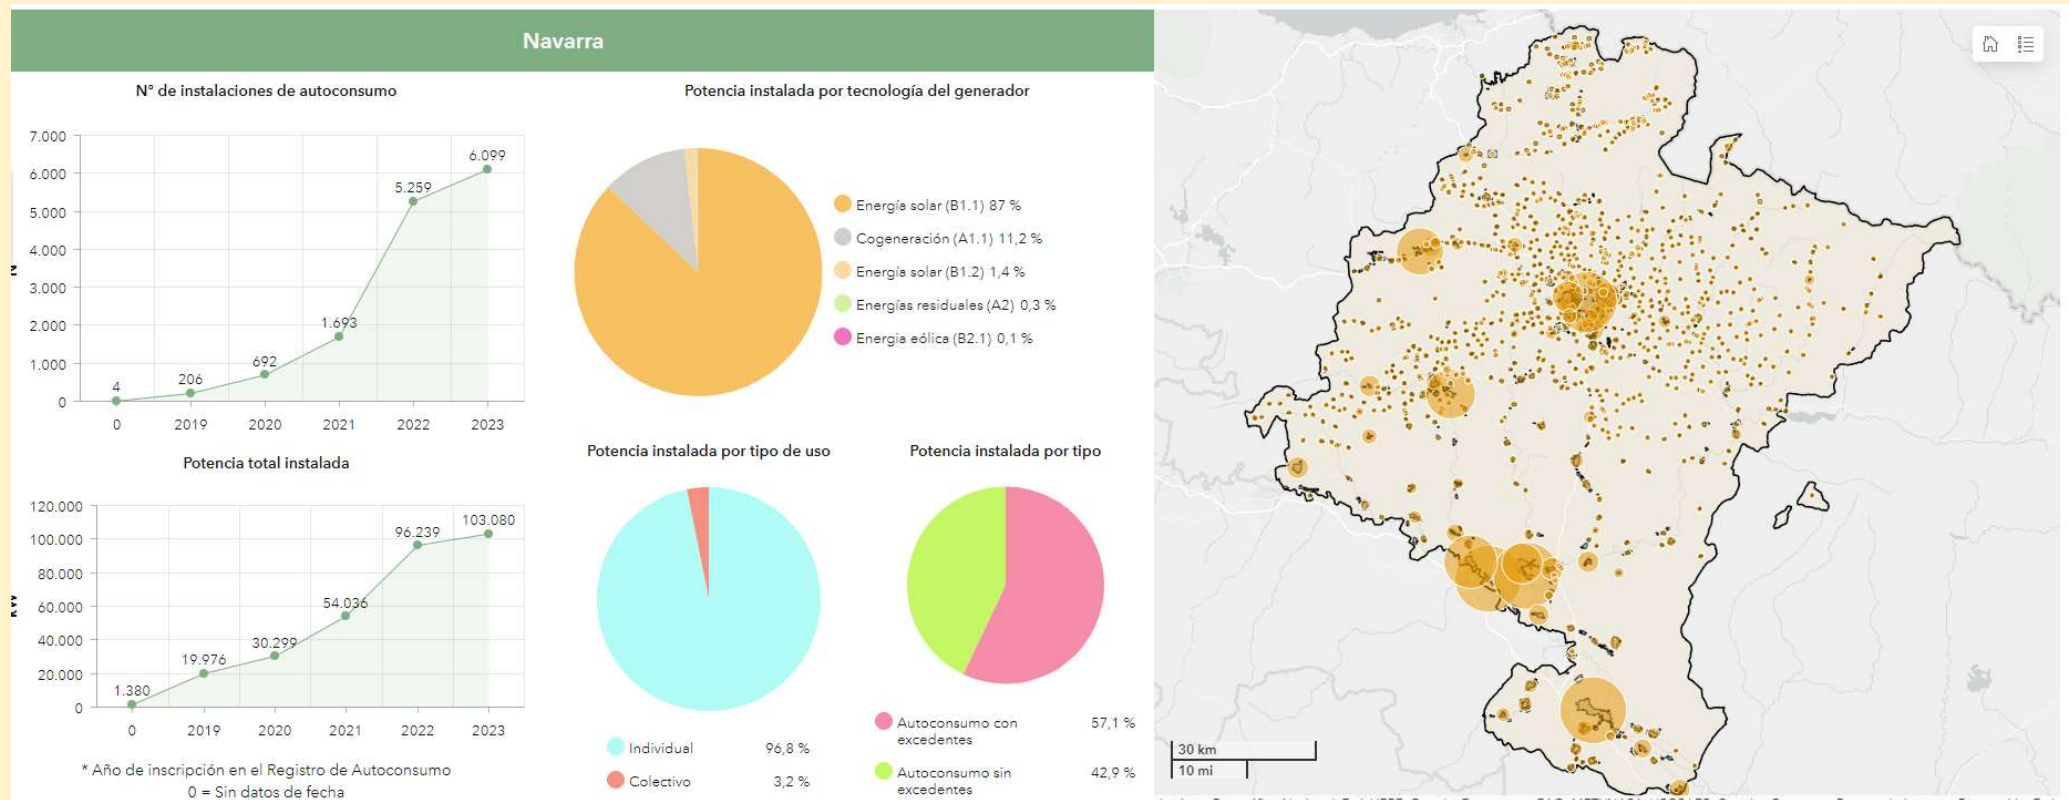 Navarra
Nº de instalaciones de autoconsumo
7.000
6.000
5.000
4.000
3.000
2.000
1.000
0
4
206
692
1.693
5.259
6.099
0 2019 2020 2021 2022 2023
Potencia total instalada
120.000
100.000
80.000
60.000
40.000
20.000
0
1.380
19.976
30.299
54.036
96.239
103.080
0 2019 2020 2021 2022 2023
* Año de inscripción en el Registro de Autoconsumo
0 = Sin datos de fecha
Potencia instalada por tecnología del generador
Energía solar (B1.1) 87 %
Cogeneración (A1.1) 11,2 %
Energía solar (B1.2) 1,4 %
Energías residuales (A2) 0,3 %
Energia eólica (B2.1) 0,1 %
Potencia instalada por tipo de uso
Individual 96,8 %
Colectivo 3,2 %
Potencia instalada por tipo
Autoconsumo con
excedentes 57,1 %
Autoconsumo sin
excedentes 42,9 %
30 km
10 mi